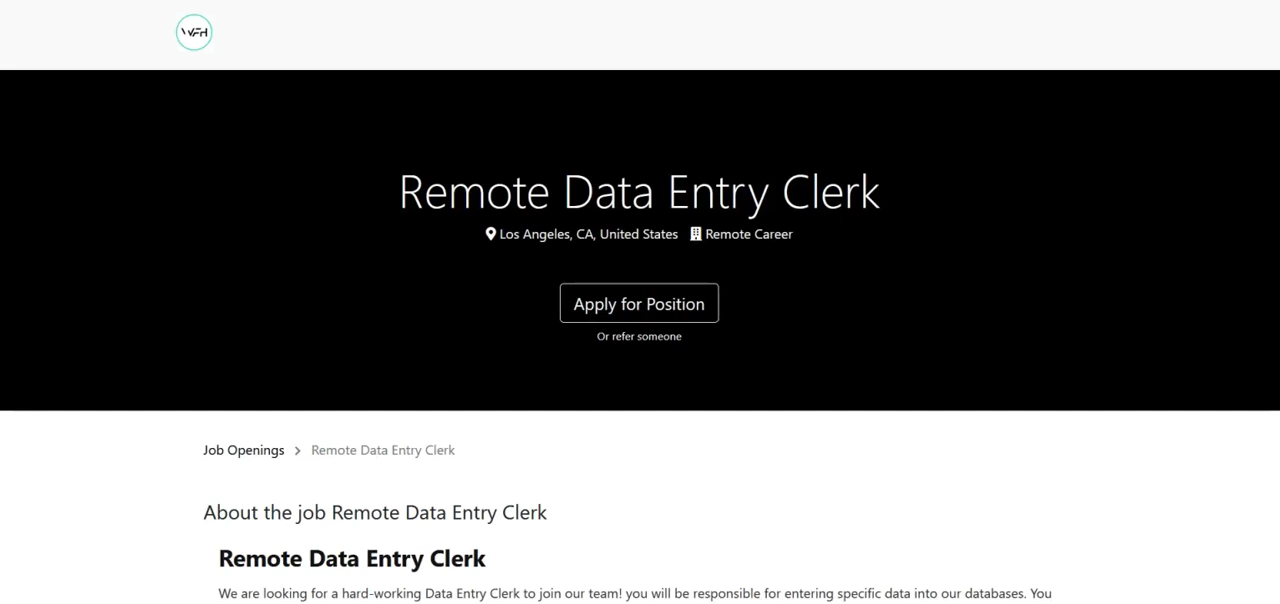 WFH
Remote Data Entry Clerk
Los Angeles, CA, United States Remote Career
Apply for Position
Or refer someone
Job Openings > Remote Data Entry Clerk
About the job Remote Data Entry Clerk
Remote Data Entry Clerk
We are looking for a hard-working Data Entry Clerk to join our team! you will be responsible for entering specific data into our databases. You